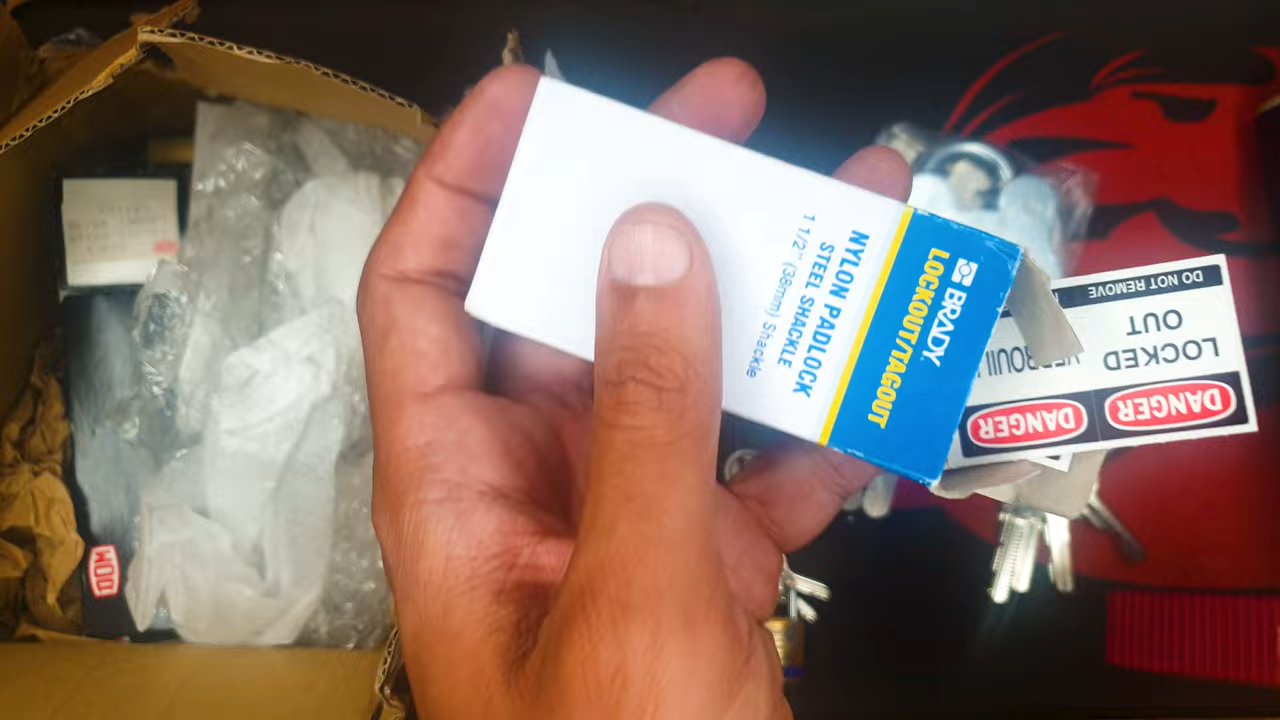 BRADY
LOCKOUT/TAGOUT
NYLON PADLOCK
STEEL SHACKLE
1 1/2" (38mm) Shackle
DANGER
DANGER
LOCKED
OUT
DO NOT REMOVE